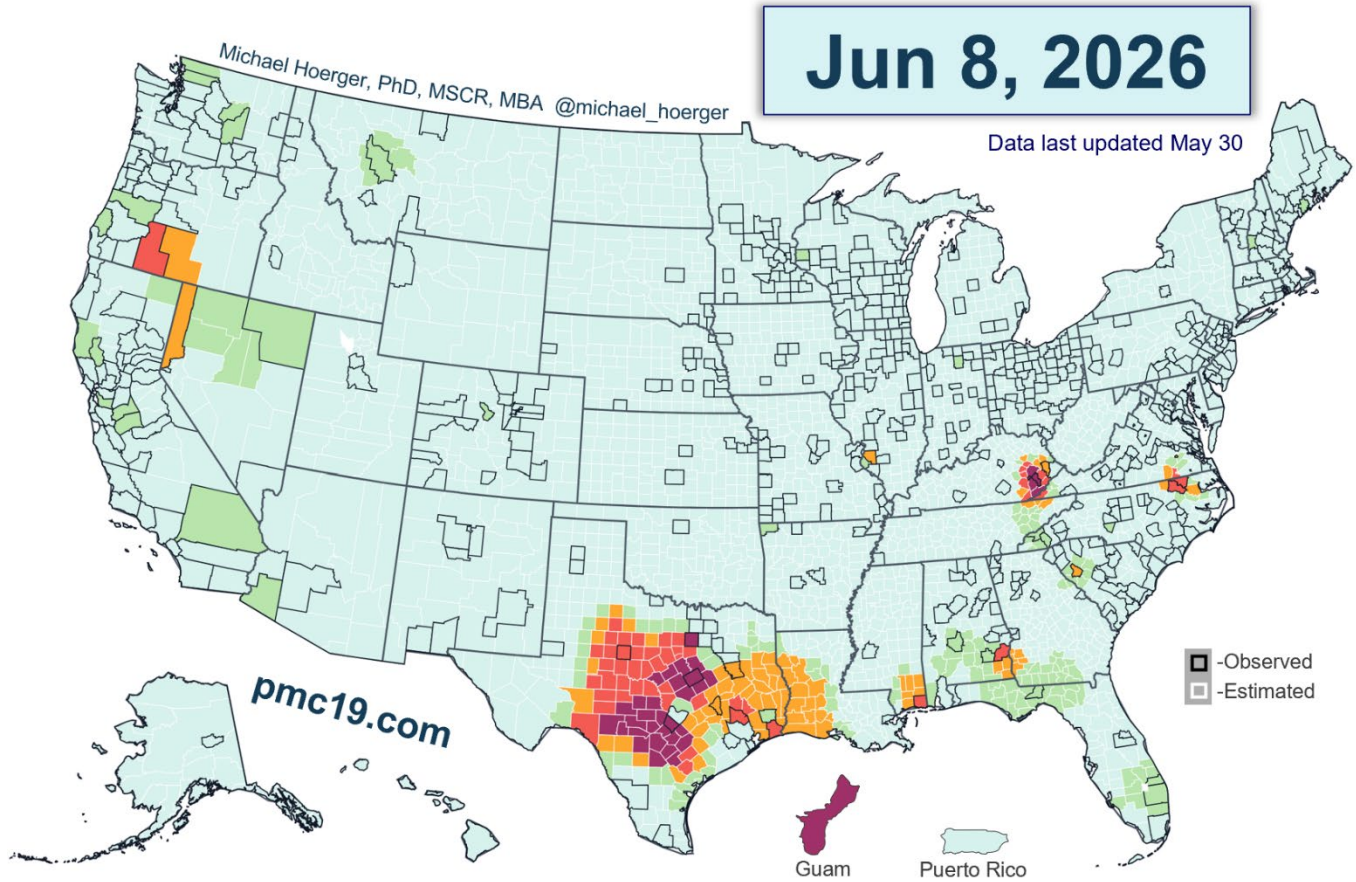 Jun 8, 2026
Michael Hoerger, PhD, MSCR, MBA @michael_hoerger
Data last updated May 30
-Observed
-Estimated
pmc19.com
Guam
Puerto Rico